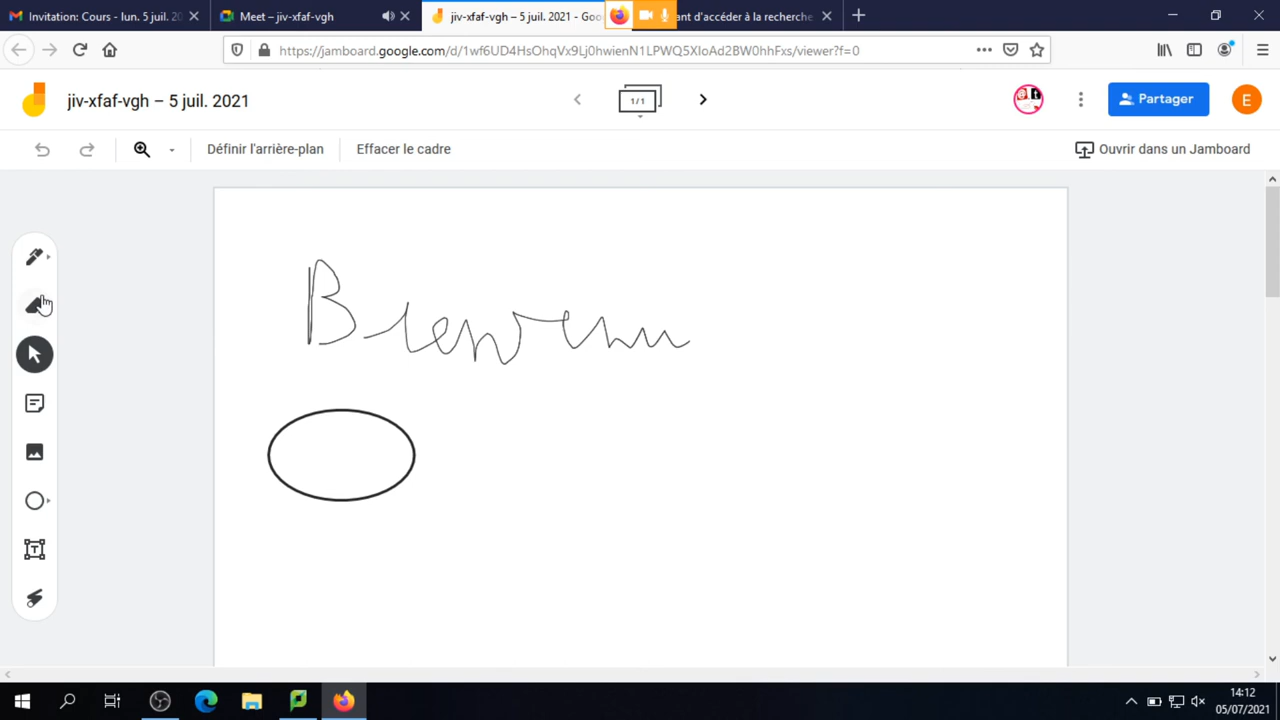 Invitation: Cours - lun. 5 juil. 20
Meet – jiv-xfaf-vgh
jiv-xfaf-vgh – 5 juil. 2021 - Goo
ant d'accéder à la recherche
https://jamboard.google.com/d/1wf6UD4HsOhqVx9Lj0hwienN1LPWQ5XIoAd2BW0hhFxs/viewer?f=0
jiv-xfaf-vgh – 5 juil. 2021
1/1
Partager
E
Définir l'arrière-plan
Effacer le cadre
Ouvrir dans un Jamboard
Bienvenu
T
14:12
05/07/2021